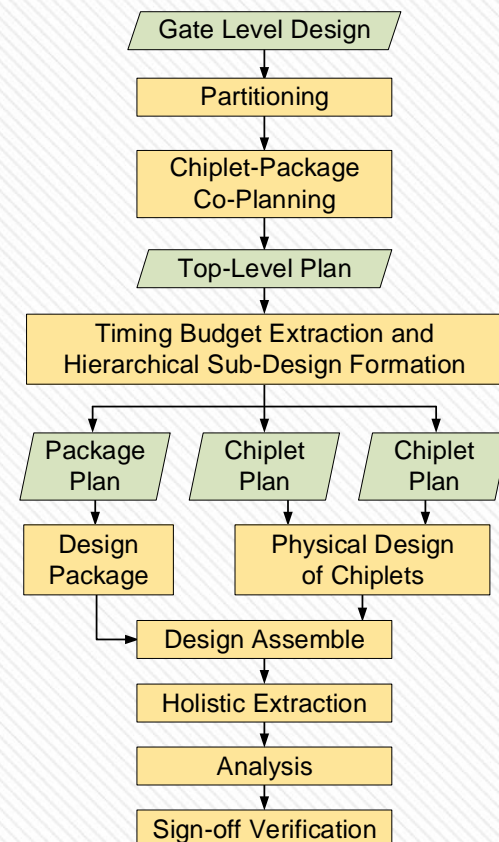 Gate Level Design
Partitioning
Chiplet-Package
Co-Planning
Top-Level Plan
Timing Budget Extraction and
Hierarchical Sub-Design Formation
Package
Plan
Chiplet
Plan
Chiplet
Plan
Design
Package
Physical Design
of Chiplets
Design Assemble
Holistic Extraction
Analysis
Sign-off Verification